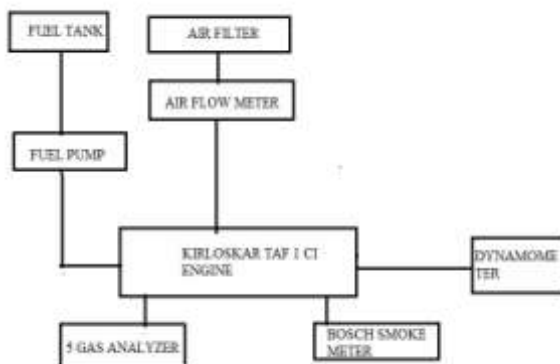 FUEL TANK
AIR FILTER
AIR FLOW METER
FUEL PUMP
KIRLOSKAR TAF 1 CI
ENGINE
DYNAMOME
TER
5 GAS ANALYZER
BOSCH SMOKE
METER